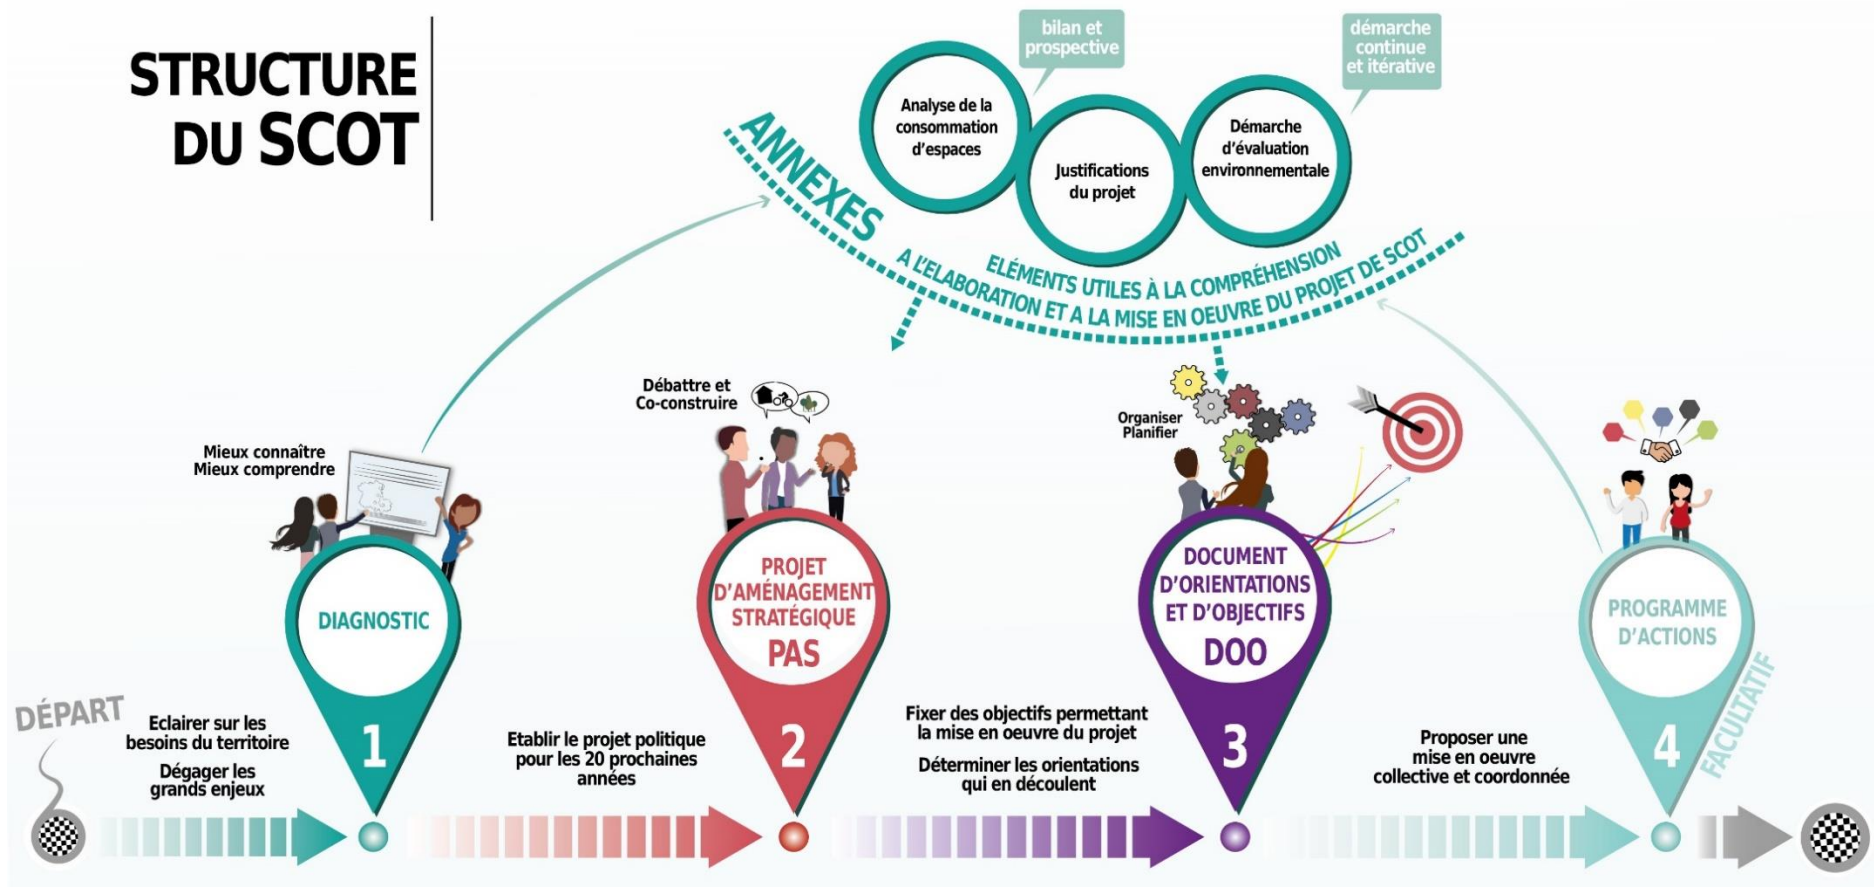 STRUCTURE
DU SCOT
bilan et
prospective
démarche
continue
et itérative
Analyse de la
consommation
d'espaces
Justifications
du projet
Démarche
d'évaluation
environnementale
ANNEXES
ELÉMENTS UTILES À LA COMPRÉHENSION
A L'ELABORATION ET A LA MISE EN OEUVRE DU PROJET DE SCOT
Mieux connaître
Mieux comprendre
Débattre et
Co-construire
Organiser
Planifier
DIAGNOSTIC
1
PROJET
D'AMÉNAGEMENT
STRATÉGIQUE
PAS
2
DOCUMENT
D'ORIENTATIONS
ET D'OBJECTIFS
DOO
3
PROGRAMME
D'ACTIONS
4
FACULTATIF
DÉPART
Eclairer sur les
besoins du territoire
Dégager les
grands enjeux
Etablir le projet politique
pour les 20 prochaines
années
Fixer des objectifs permettant
la mise en oeuvre du projet
Déterminer les orientations
qui en découlent
Proposer une
mise en oeuvre
collective et coordonnée